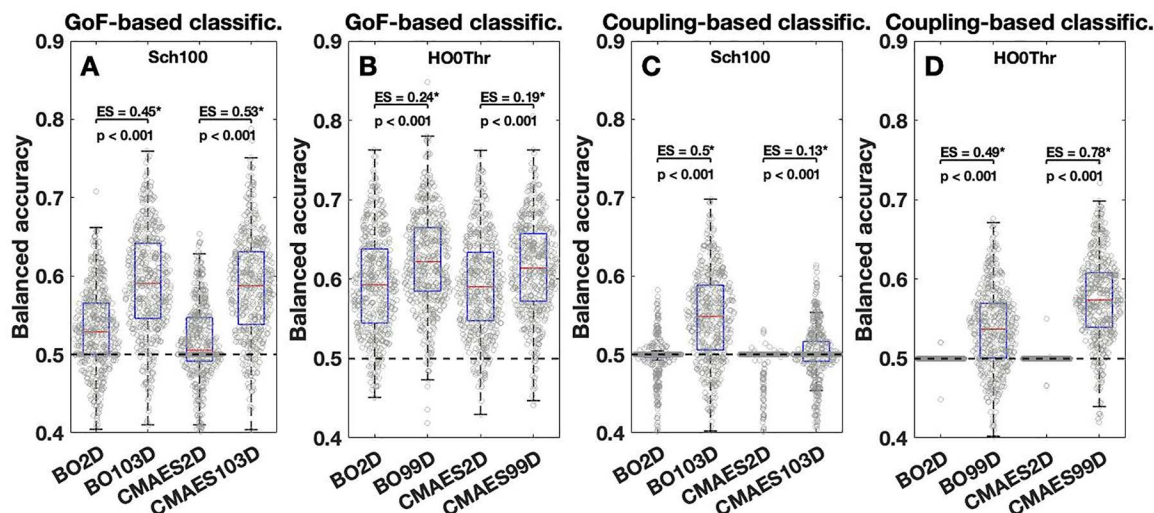 GoF-based classific.
A
Sch100
Balanced accuracy
0.9
0.8
0.7
0.6
0.5
0.4
ES = 0.45*
p < 0.001
ES = 0.53*
p < 0.001
BO2D
BO103D
CMAES2D
CMAES103D
GoF-based classific.
B
HO0Thr
Balanced accuracy
0.9
0.8
0.7
0.6
0.5
0.4
ES = 0.24*
p < 0.001
ES = 0.19*
p < 0.001
BO2D
BO99D
CMAES2D
CMAES99D
Coupling-based classific.
C
Sch100
Balanced accuracy
0.9
0.8
0.7
0.6
0.5
0.4
ES = 0.5*
p < 0.001
ES = 0.13*
p < 0.001
BO2D
BO103D
CMAES2D
CMAES103D
Coupling-based classific.
D
HO0Thr
Balanced accuracy
0.9
0.8
0.7
0.6
0.5
0.4
ES = 0.49*
p < 0.001
ES = 0.78*
p < 0.001
BO2D
BO99D
CMAES2D
CMAES99D